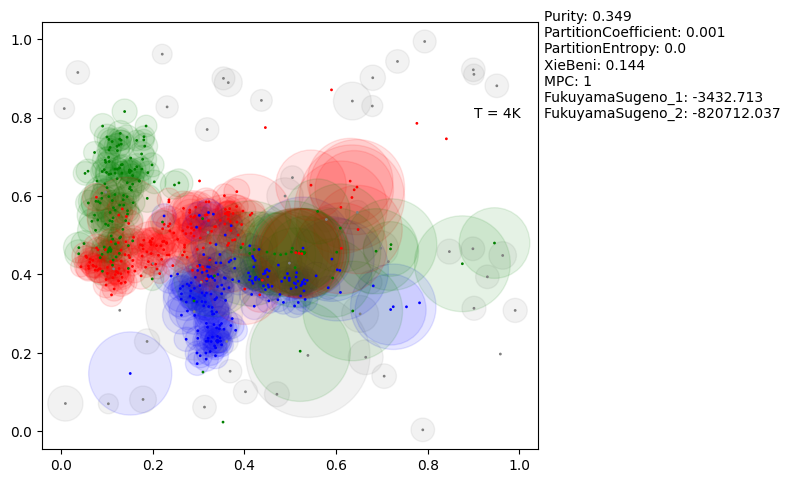 Purity: 0.349
PartitionCoefficient: 0.001
PartitionEntropy: 0.0
XieBeni: 0.144
MPC: 1
FukuyamaSugeno_1: -3432.713
FukuyamaSugeno_2: -820712.037
T = 4K
1.0
0.8
0.6
0.4
0.2
0.0
0.0 0.2 0.4 0.6 0.8 1.0